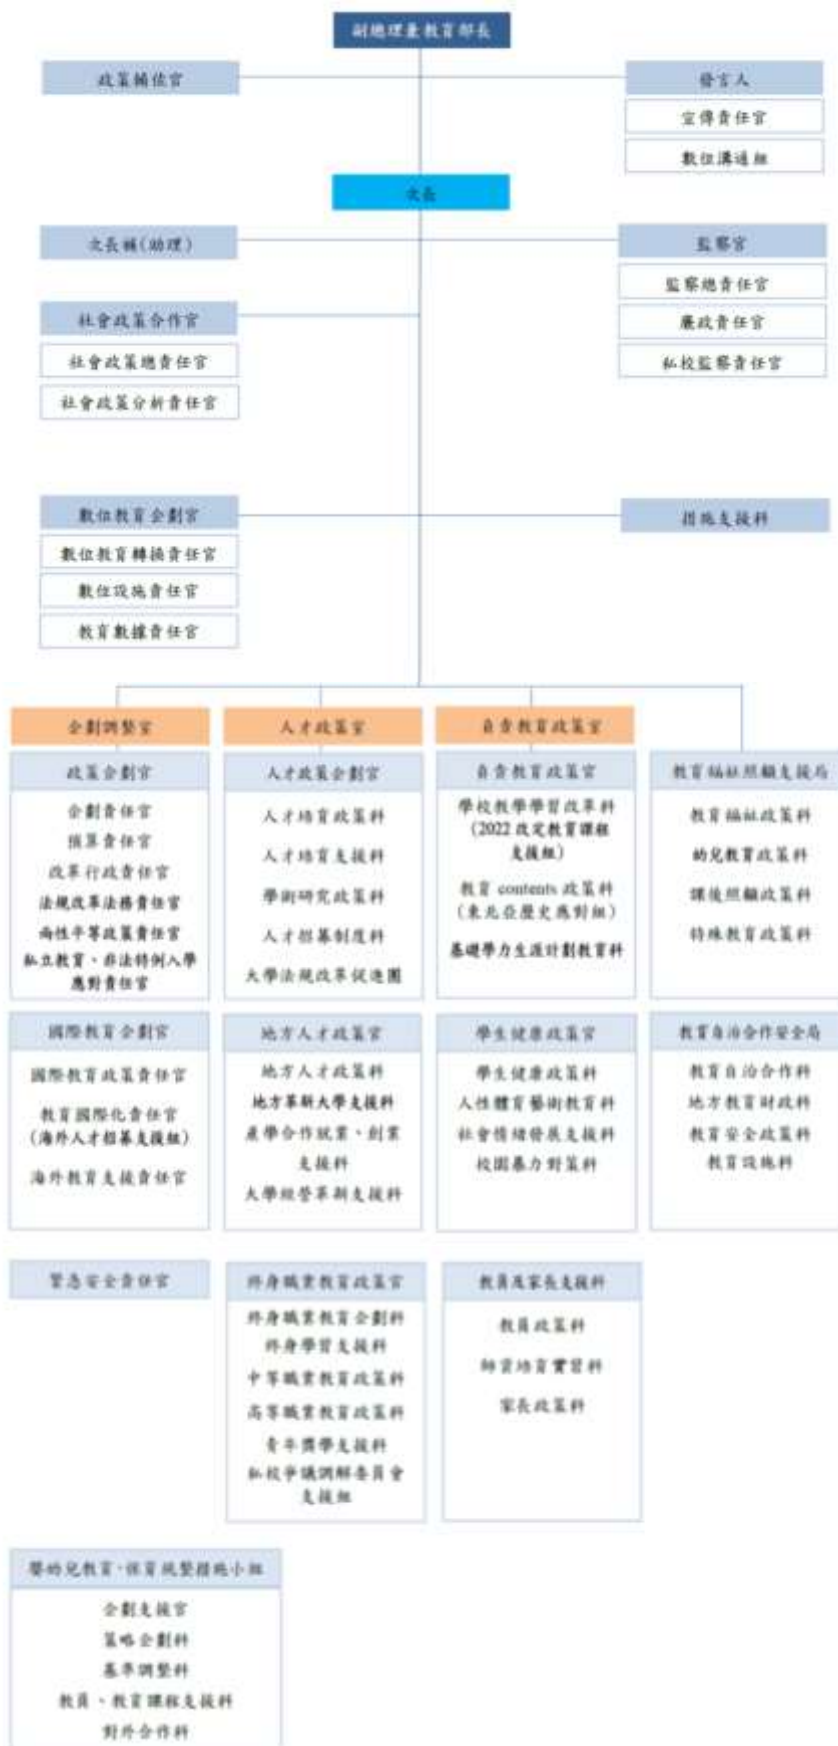 副總理兼教育部長
政策輔佐官
發言人
宣傳責任官
數位溝通組
次長
次長補(助理)
監察官
監察總責任官
廉政責任官
私校監察責任官
社會政策合作官
社會政策總責任官
社會政策分析責任官
數位教育企劃官
數位教育轉換責任官
數位設施責任官
教育數據責任官
措施支援科
企劃調整室
政策企劃官
企劃責任官
預算責任官
改革行政責任官
法規改革法務責任官
兩性平等政策責任官
私立教育、非法特例入學
應對責任官
國際教育企劃官
國際教育政策責任官
教育國際化責任官
(海外人才招募支援組)
海外教育支援責任官
緊急安全責任官
人才政策室
人才政策企劃官
人才培育政策科
人才培育支援科
學術研究政策科
人才招募制度科
大學法規改革促進團
地方人才政策官
地方人才政策科
地方革新大學支援科
產學合作就業、創業
支援科
大學經營革新支援科
終身職業教育政策官
終身職業教育企劃科
終身學習支援科
中等職業教育政策科
高等職業教育政策科
青年獎學支援科
私校爭議調解委員會
支援組
責任教育政策室
責任教育政策官
學校教學學習改革科
(2022 改定教育課程
支援組)
教育 contents 政策科
(東北亞歷史應對組)
基礎學力生涯計劃教育科
學生健康政策官
學生健康政策科
人性體育藝術教育科
社會情緒發展支援科
校園暴力對策科
教員及家長支援科
教員政策科
師資培育實習科
家長政策科
教育福祉照顧支援局
教育福祉政策科
幼兒教育政策科
課後照顧政策科
特殊教育政策科
教育自治合作安全局
教育自治合作科
地方教育財政科
教育安全政策科
教育設施科
嬰幼兒教育·保育統整措施小組
企劃支援官
策略企劃科
基準調整科
教員、教育課程支援科
對外合作科